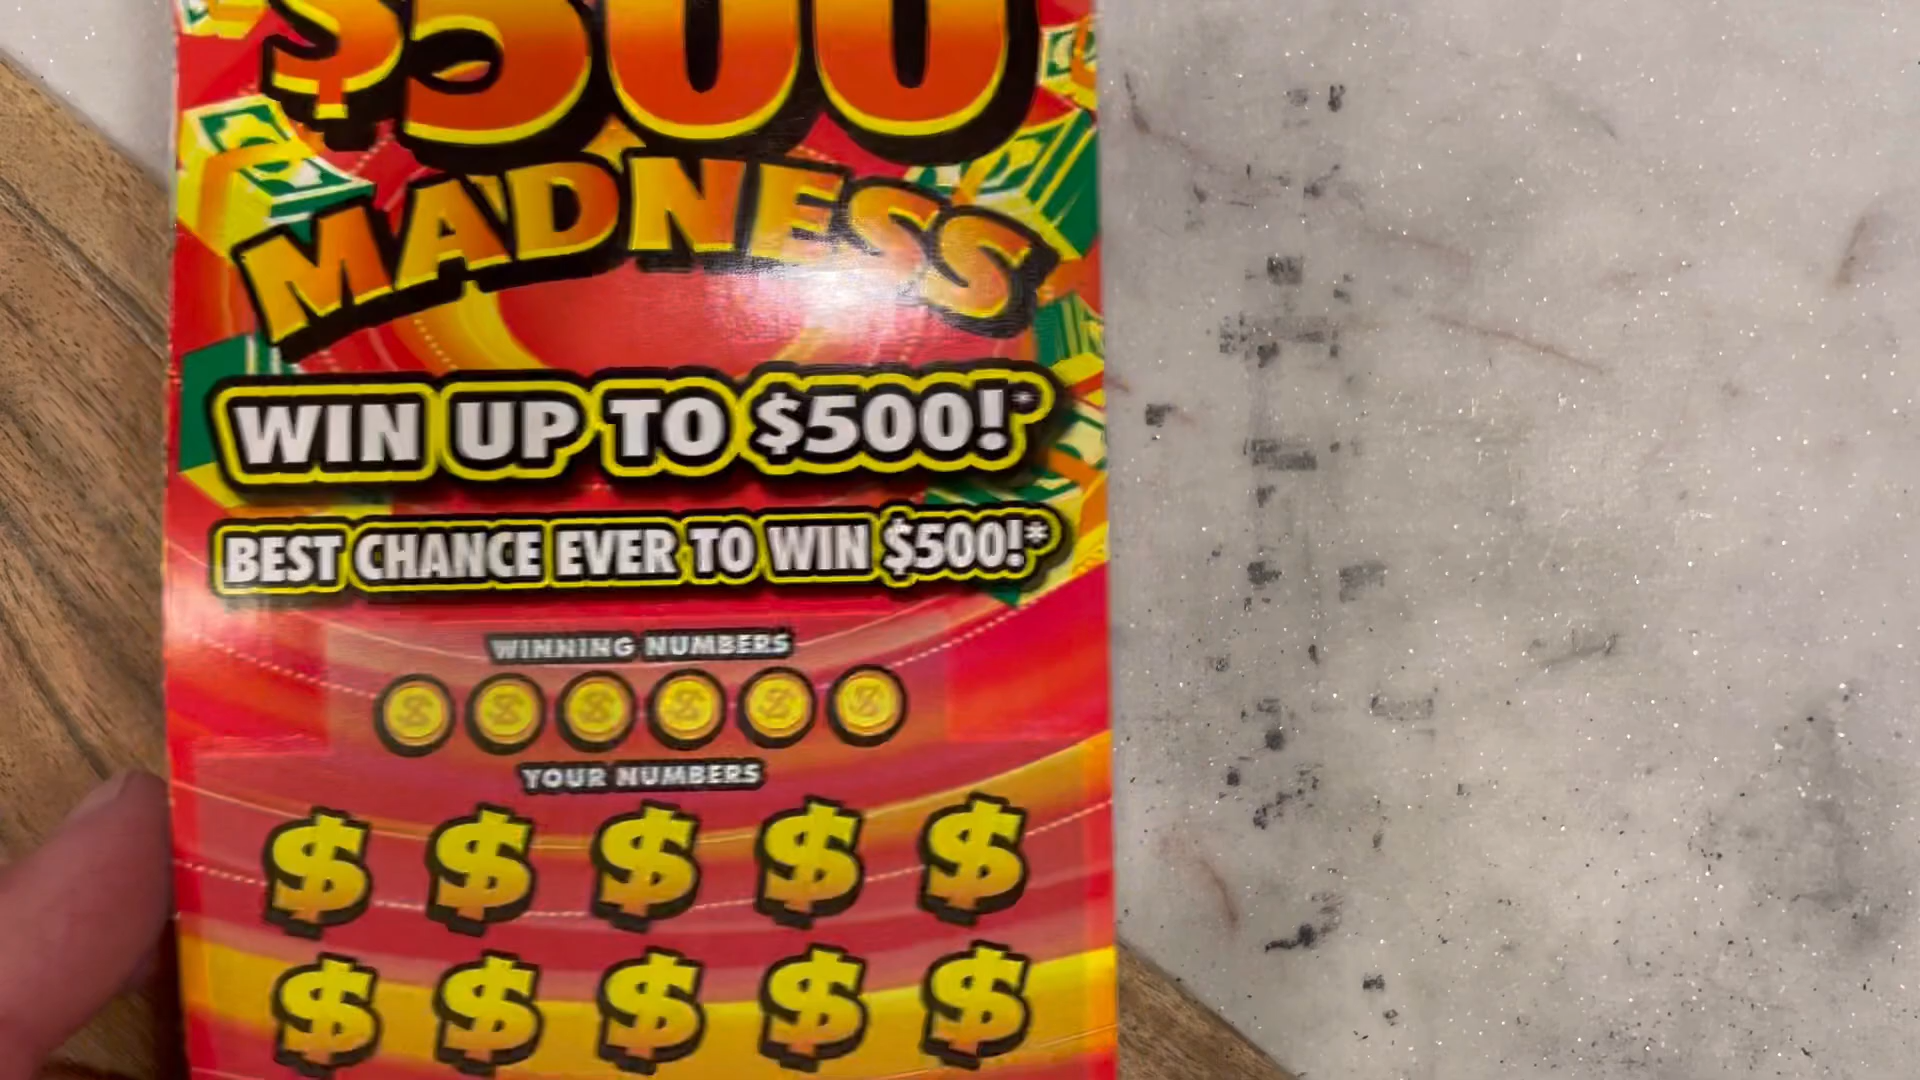 $500
MADNESS
WIN UP TO $500!*
BEST CHANCE EVER TO WIN $500!*
WINNING NUMBERS
$ $ $ $ $ $
YOUR NUMBERS
$ $ $ $ $
$ $ $ $ $